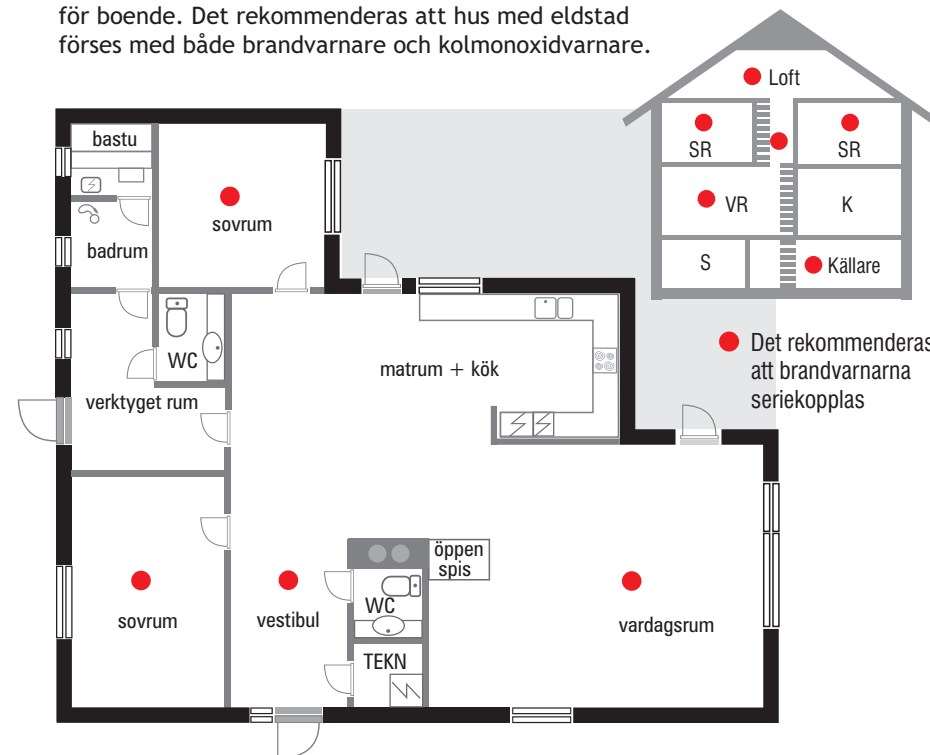 för boende. Det rekommenderas att hus med eldstad
förses med både brandvarnare och kolmonoxidvarnare.
Loft
SR
SR
VR
K
S
Källare
Det rekommenderas
att brandvarnarna
seriekopplas
bastu
sovrum
badrum
WC
matrum + kök
verktyget rum
öppen
spis
WC
sovrum
vestibul
vardagsrum
TEKN